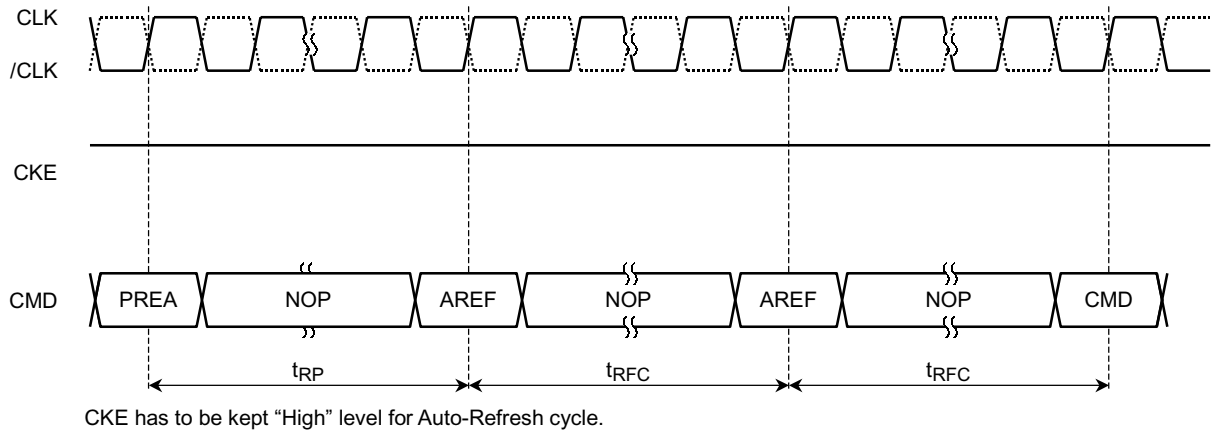 CLK
/CLK
CKE
CMD PREA NOP AREF NOP AREF NOP CMD
tRP tRFC tRFC
CKE has to be kept “High” level for Auto-Refresh cycle.